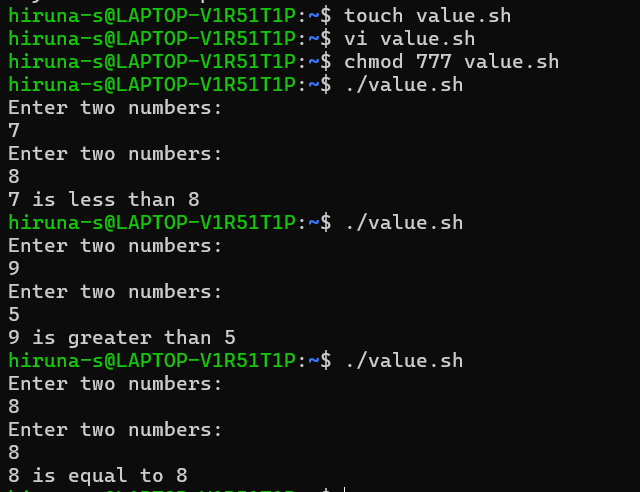 hiruna-s@LAPTOP-V1R51T1P:~$ touch value.sh
hiruna-s@LAPTOP-V1R51T1P:~$ vi value.sh
hiruna-s@LAPTOP-V1R51T1P:~$ chmod 777 value.sh
hiruna-s@LAPTOP-V1R51T1P:~$ ./value.sh
Enter two numbers:
7
Enter two numbers:
8
7 is less than 8
hiruna-s@LAPTOP-V1R51T1P:~$ ./value.sh
Enter two numbers:
9
Enter two numbers:
5
9 is greater than 5
hiruna-s@LAPTOP-V1R51T1P:~$ ./value.sh
Enter two numbers:
8
Enter two numbers:
8
8 is equal to 8